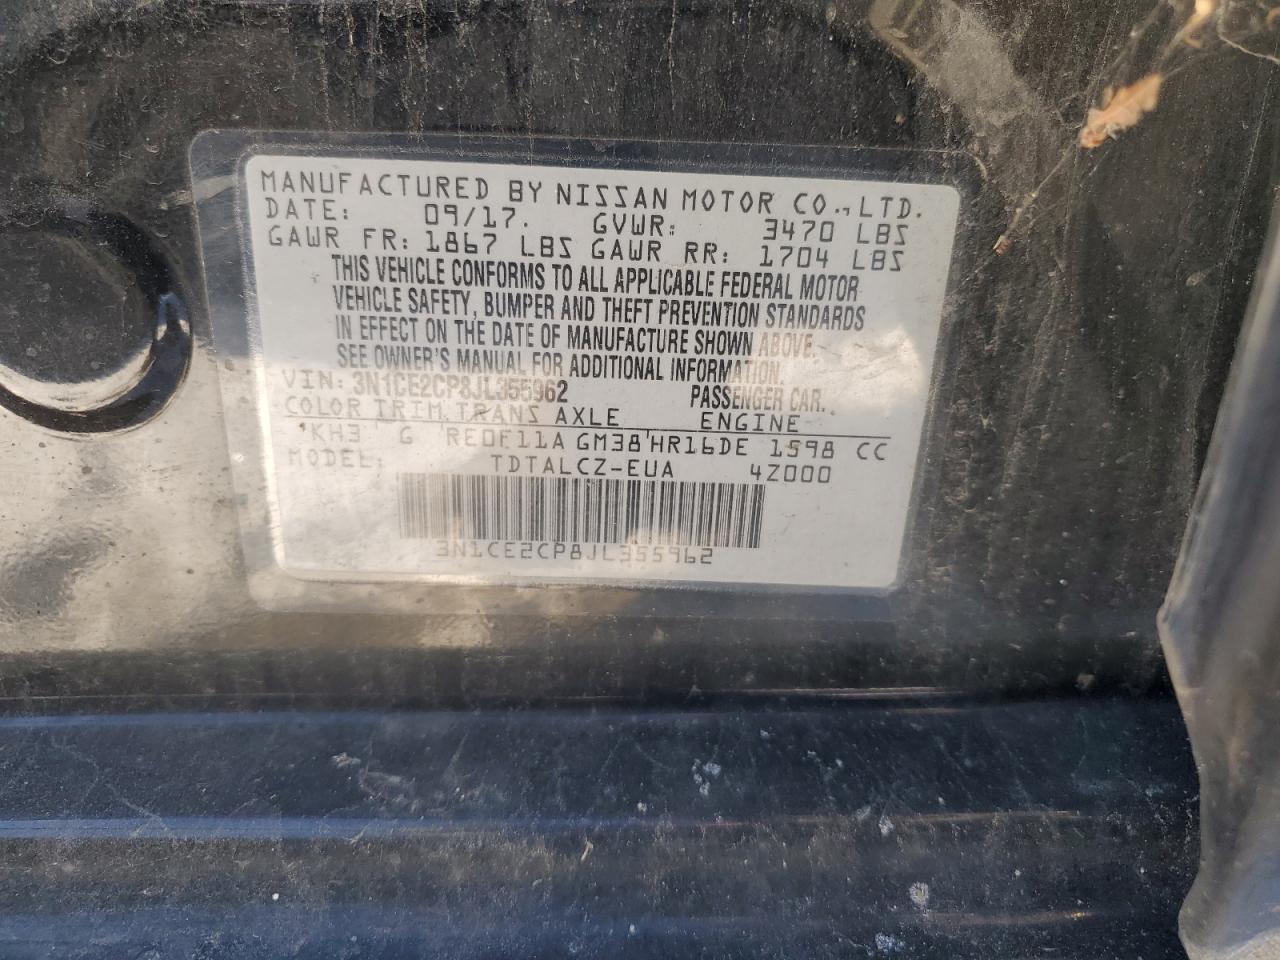 MANUFACTURED BY NISSAN MOTOR CO., LTD.
DATE: 09/17. GVWR: 3470 LBS
GAWR FR: 1867 LBS GAWR RR: 1704 LBS
THIS VEHICLE CONFORMS TO ALL APPLICABLE FEDERAL MOTOR
VEHICLE SAFETY, BUMPER AND THEFT PREVENTION STANDARDS
IN EFFECT ON THE DATE OF MANUFACTURE SHOWN ABOVE.
SEE OWNER'S MANUAL FOR ADDITIONAL INFORMATION.
VIN: 3N1CE2CP8JL355962 PASSENGER CAR.
COLOR TRIM TRANS AXLE ENGINE
KH3 G RE0F11A GM38 HR16DE 1598 CC
MODEL: TDTALCZ-EUA 4Z000
3N1CE2CP8JL355962